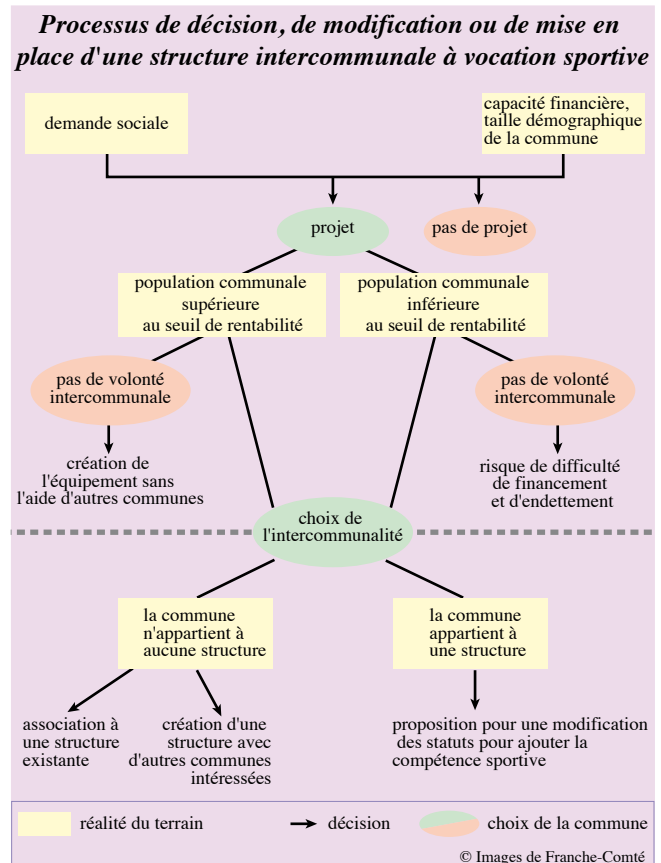 Processus de décision, de modification ou de mise en
place d'une structure intercommunale à vocation sportive
demande sociale
capacité financière,
taille démographique
de la commune
projet
pas de projet
population communale
supérieure
au seuil de rentabilité
population communale
inférieure
au seuil de rentabilité
pas de volonté
intercommunale
pas de volonté
intercommunale
création de
l'équipement sans
l'aide d'autres communes
risque de difficulté
de financement
et d'endettement
choix de
l'intercommunalité
la commune
n'appartient à
aucune structure
la commune
appartient à
une structure
association à
une structure
existante
création d'une
structure avec
d'autres communes
intéressées
proposition pour une modification
des statuts pour ajouter la
compétence sportive
réalité du terrain
décision
choix de la commune
© Images de Franche-Comté